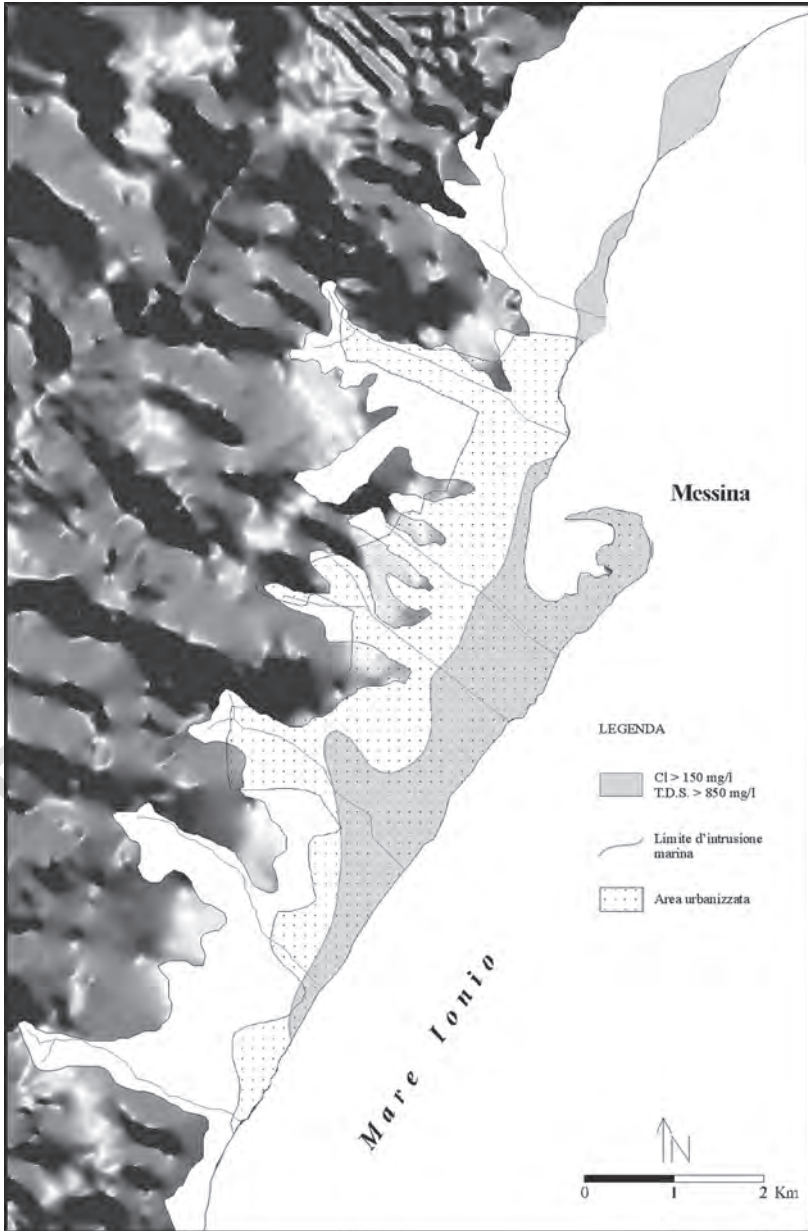 Messina
LEGENDA
Cl > 150 mg/l
T.D.S. > 850 mg/l
Limite d'intrusione
marina
Area urbanizzata
Mare Ionio
N
0 1 2 Km